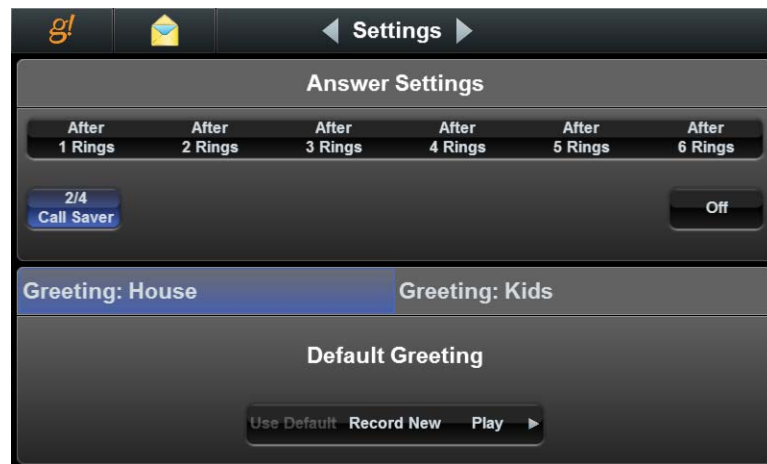 g!
Settings
Answer Settings
After 1 Rings
After 2 Rings
After 3 Rings
After 4 Rings
After 5 Rings
After 6 Rings
2/4
Call Saver
Off
Greeting: House
Greeting: Kids
Default Greeting
Use Default Record New Play